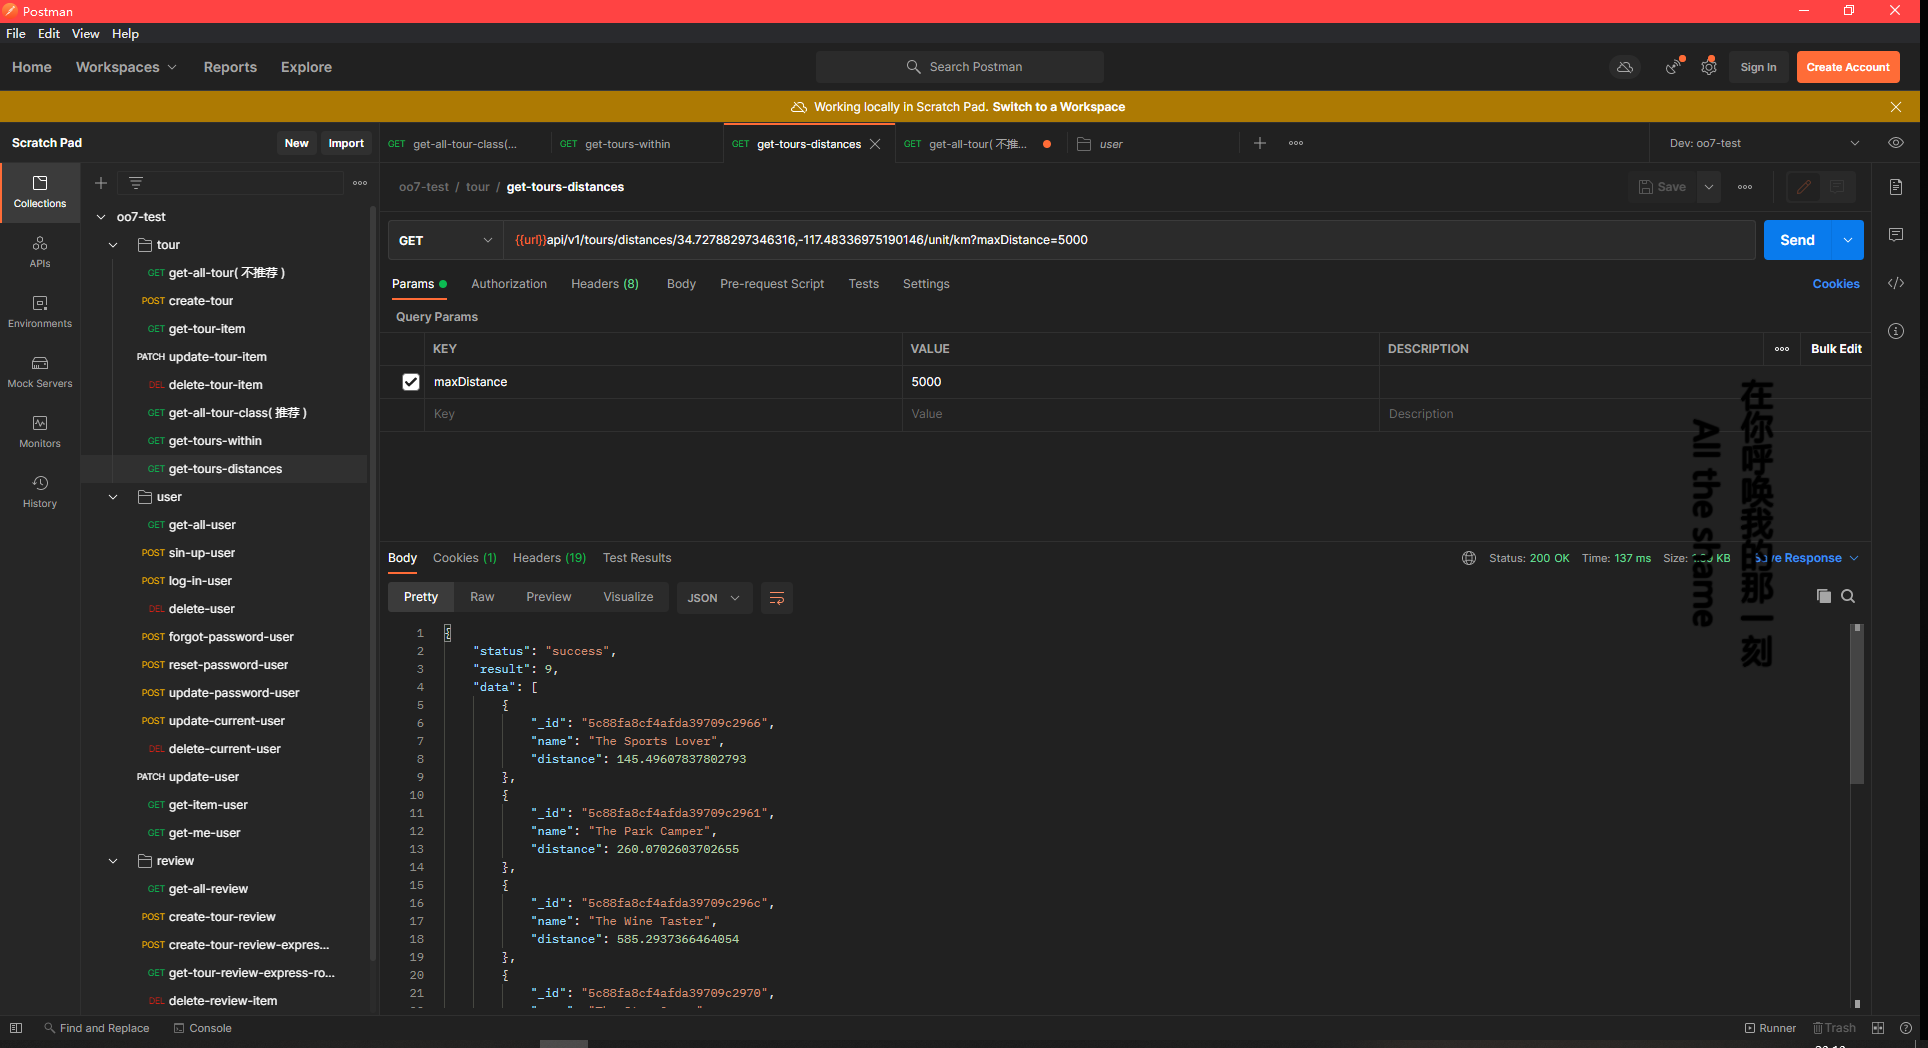 Postman
File Edit View Help
Home Workspaces Reports Explore
Search Postman
Sign In
Create Account
Working locally in Scratch Pad. Switch to a Workspace
Scratch Pad
New
Import
GET get-all-tour-class(...
GET get-tours-within
GET get-tours-distances
GET get-all-tour( 不推...
user
Dev: oo7-test
Collections
APIs
Environments
Mock Servers
Monitors
History
oo7-test
tour
GET get-all-tour( 不推荐 )
POST create-tour
GET get-tour-item
PATCH update-tour-item
DEL delete-tour-item
GET get-all-tour-class( 推荐 )
GET get-tours-within
GET get-tours-distances
user
GET get-all-user
POST sin-up-user
POST log-in-user
DEL delete-user
POST forgot-password-user
POST reset-password-user
POST update-password-user
POST update-current-user
DEL delete-current-user
PATCH update-user
GET get-item-user
GET get-me-user
review
GET get-all-review
POST create-tour-review
POST create-tour-review-expres...
GET get-tour-review-express-ro...
DEL delete-review-item
oo7-test / tour / get-tours-distances
Save
GET
{{url}}api/v1/tours/distances/34.72788297346316,-117.48336975190146/unit/km?maxDistance=5000
Send
Params Authorization Headers (8) Body Pre-request Script Tests Settings
Cookies
Query Params
KEY VALUE DESCRIPTION
Bulk Edit
maxDistance 5000
Key Value Description
在你呼唤我的那一刻
All the shame
Body Cookies (1) Headers (19) Test Results
Status: 200 OK Time: 137 ms Size: KB
Response
Pretty Raw Preview Visualize
JSON
1 {
2 "status": "success",
3 "result": 9,
4 "data": [
5 {
6 "_id": "5c88fa8cf4afda39709c2966",
7 "name": "The Sports Lover",
8 "distance": 145.49607837802793
9 },
10 {
11 "_id": "5c88fa8cf4afda39709c2961",
12 "name": "The Park Camper",
13 "distance": 260.0702603702655
14 },
15 {
16 "_id": "5c88fa8cf4afda39709c296c",
17 "name": "The Wine Taster",
18 "distance": 585.2937366464054
19 },
20 {
21 "_id": "5c88fa8cf4afda39709c2970",
Find and Replace
Console
Runner
Trash